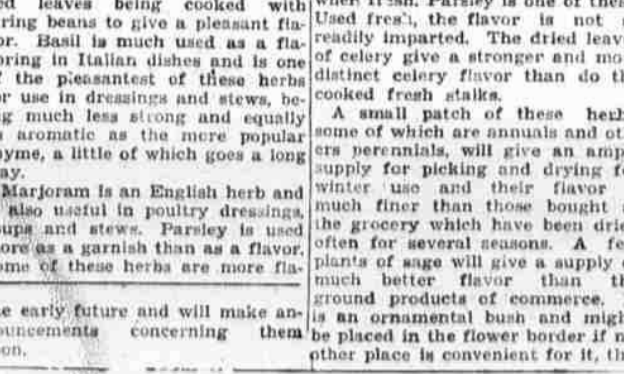 leaves being cooked with
ring beans to give a pleasant fla-
or. Basil is much used as a fla-
oring in Italian dishes and is one
the pleasantest of these herbs
or use in dressings and stews, be-
ng much less strong and equally
aromatic as the more popular
hyme, a little of which goes a long
ay.
Marjoram is an English herb and
also useful in poultry dressings,
oups and stews. Parsley is used
ore as a garnish than as a flavor.
ome of these herbs are more fla-
e early future and will make an-
ouncements concerning them
on.
when fresh. Parsley is one of thes
Used fresh, the flavor is not
readily imparted. The dried leav
of celery give a stronger and mo
distinct celery flavor than do th
cooked fresh stalks.
A small patch of these herb
some of which are annuals and ot
ers perennials, will give an amp
supply for picking and drying f
winter use and their flavor
much finer than those bought
the grocery which have been drie
often for several seasons. A fe
plants of sage will give a supply
much better flavor than th
ground products of commerce.
is an ornamental bush and migh
be placed in the flower border if n
other place is convenient for it, th